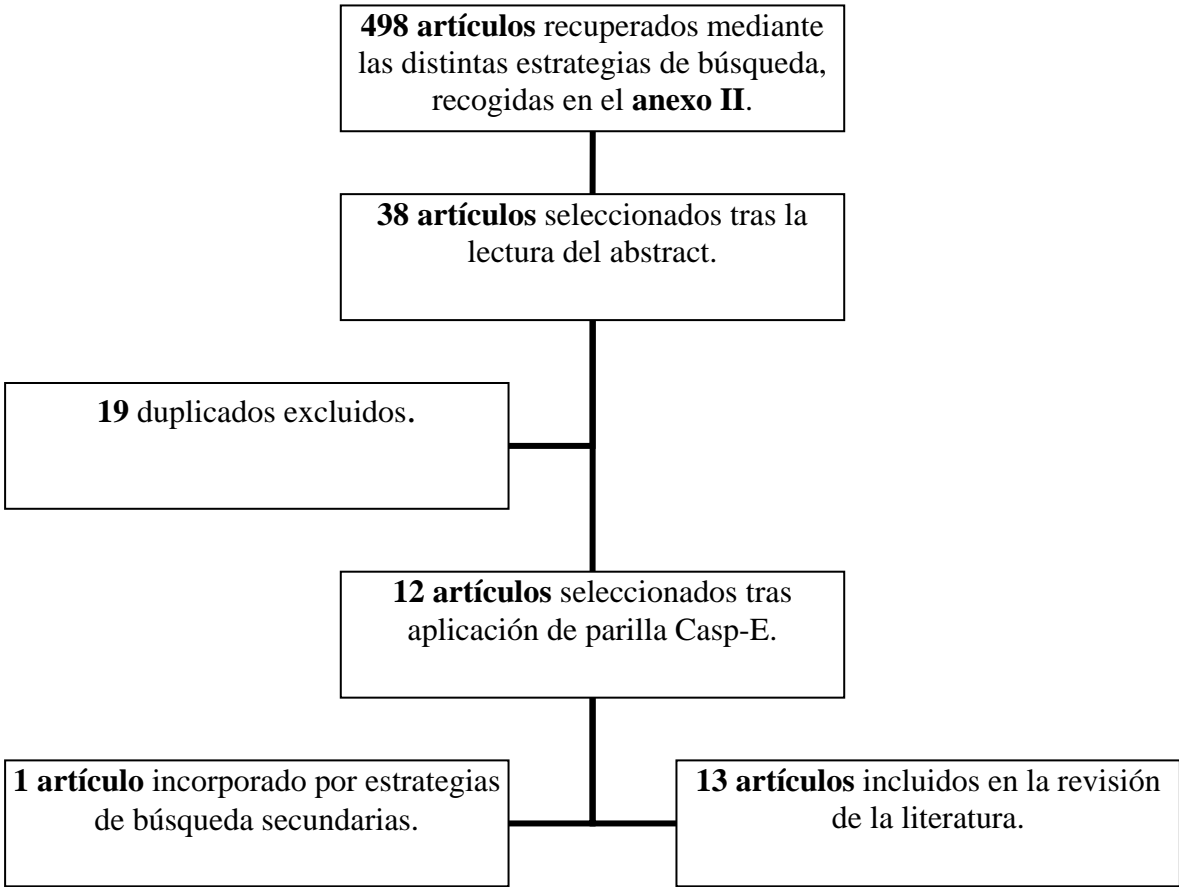 498 artículos recuperados mediante
las distintas estrategias de búsqueda,
recogidas en el anexo II.
38 artículos seleccionados tras la
lectura del abstract.
19 duplicados excluidos.
12 artículos seleccionados tras
aplicación de parilla Casp-E.
1 artículo incorporado por estrategias
de búsqueda secundarias.
13 artículos incluidos en la revisión
de la literatura.